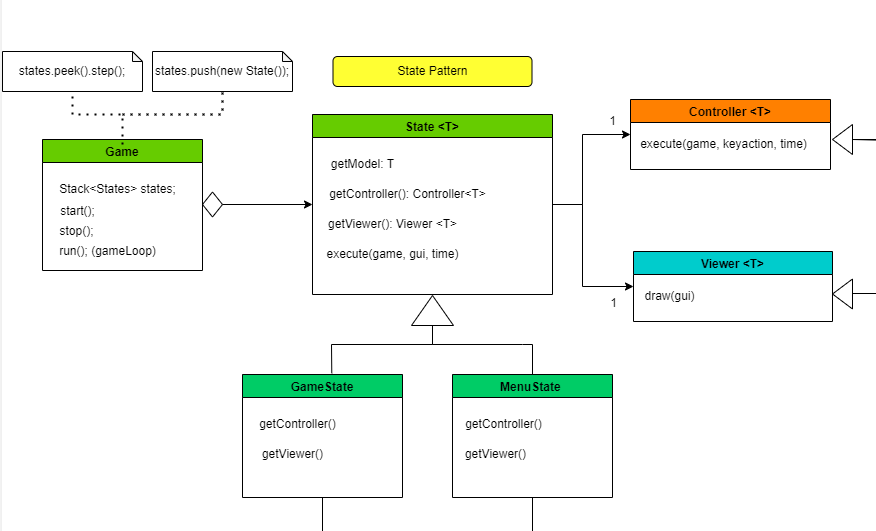 states.peek().step();
states.push(new State());
State Pattern
Game
Stack<States> states;
start();
stop();
run(); (gameLoop)
State <T>
getModel: T
getController(): Controller<T>
getViewer(): Viewer <T>
execute(game, gui, time)
1
Controller <T>
execute(game, keyaction, time)
1
Viewer <T>
draw(gui)
GameState
getController()
getViewer()
MenuState
getController()
getViewer()